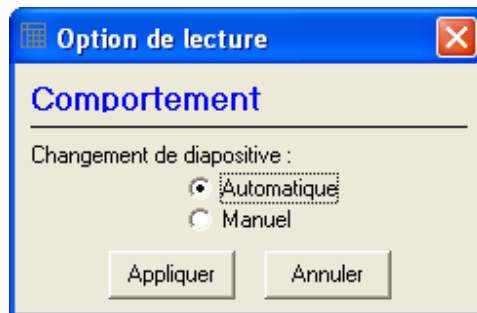 Option de lecture
Comportement
Changement de diapositive :
Automatique
Manuel
Appliquer Annuler